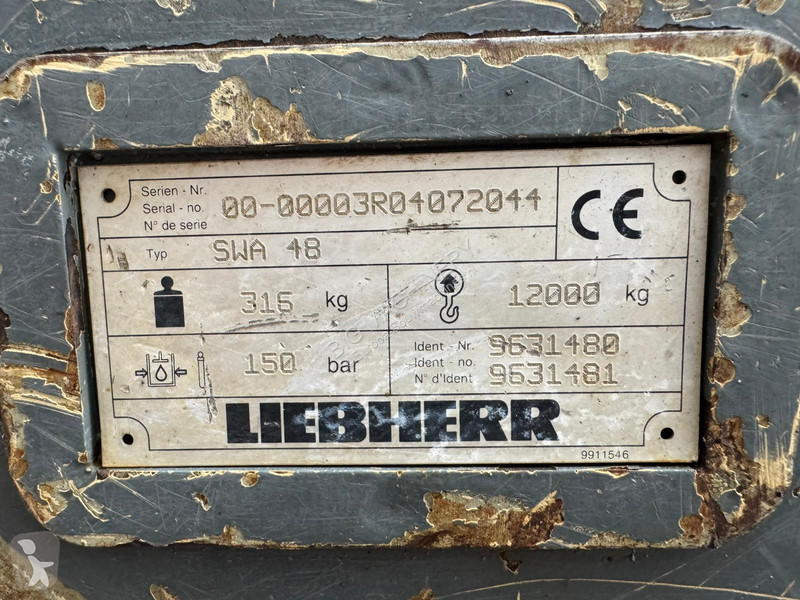 Serien - Nr.
Serial - no.
N° de serie
00-00003R04072044
CE
Typ
SWA 48
316 kg
12000 kg
150 bar
Ident - Nr.
Ident - no.
N° d'Ident
9631480
9631481
LIEBHERR
9911546